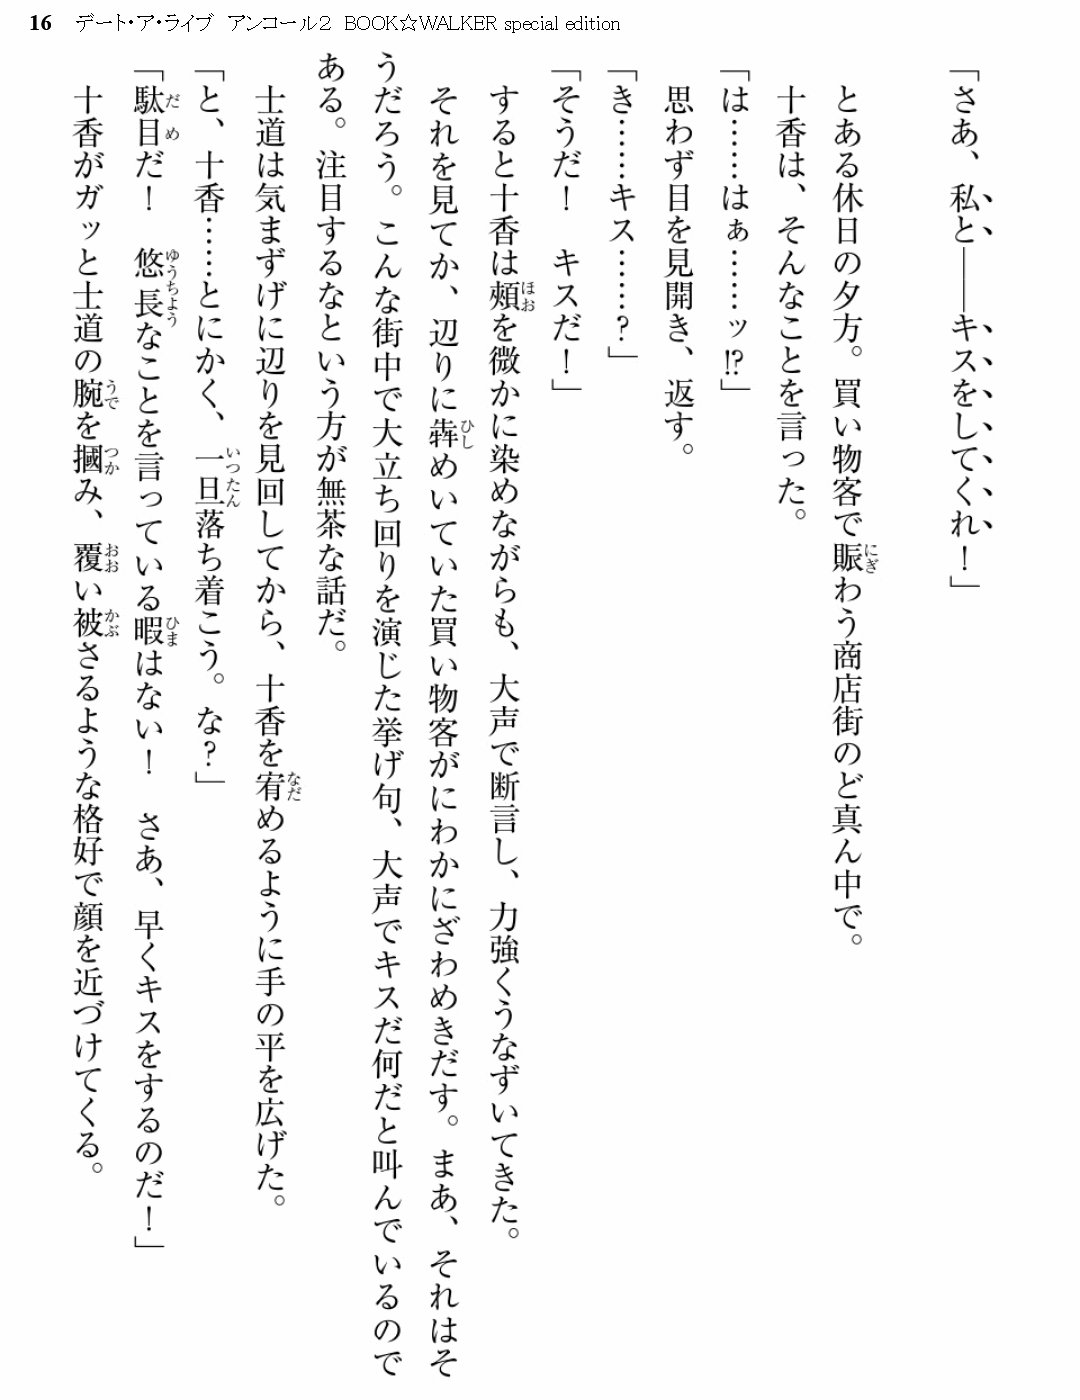 16 デート・ア・ライブ　アンコール2　BOOK☆WALKER special edition
「さあ、私と――キスをしてくれ！」
とある休日の夕方。買い物客で賑わう商店街のど真ん中で。
十香は、そんなことを言った。
「は……はぁ……ッ!?」
思わず目を見開き、返す。
「き……キス……？」
「そうだ！　キスだ！」
すると十香は頰を微かに染めながらも、大声で断言し、力強くうなずいてきた。
それを見てか、辺りに犇めいていた買い物客がにわかにざわめきだす。まあ、それはそ
うだろう。こんな街中で大立ち回りを演じた挙げ句、大声でキスだ何だと叫んでいるので
ある。注目するなという方が無茶な話だ。
士道は気まずげに辺りを見回してから、十香を宥めるように手の平を広げた。
「と、十香……とにかく、一旦落ち着こう。な？」
「駄目だ！　悠長なことを言っている暇はない！　さあ、早くキスをするのだ！」
十香がガッと士道の腕を摑み、覆い被さるような格好で顔を近づけてくる。